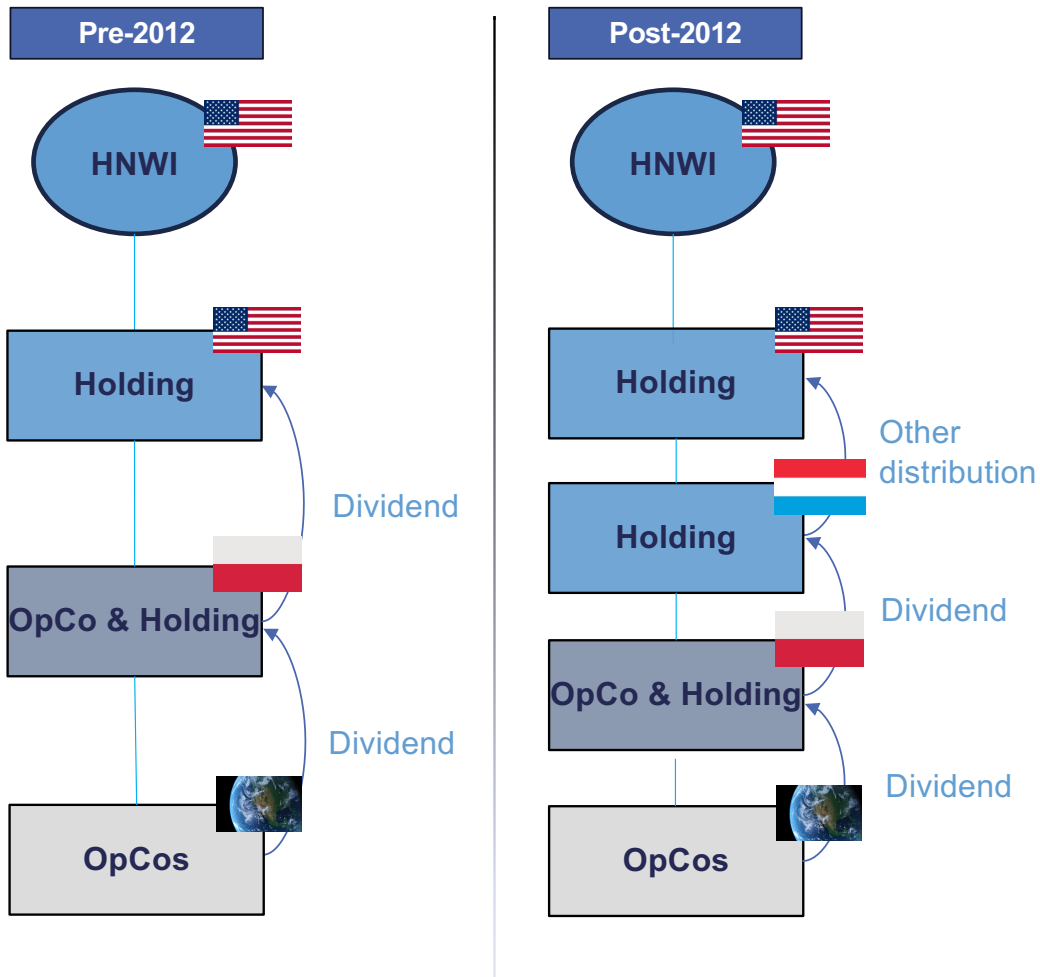 Pre-2012
HNWI
Holding
Dividend
OpCo & Holding
Dividend
OpCos
Post-2012
HNWI
Holding
Other
distribution
Holding
Dividend
OpCo & Holding
Dividend
OpCos